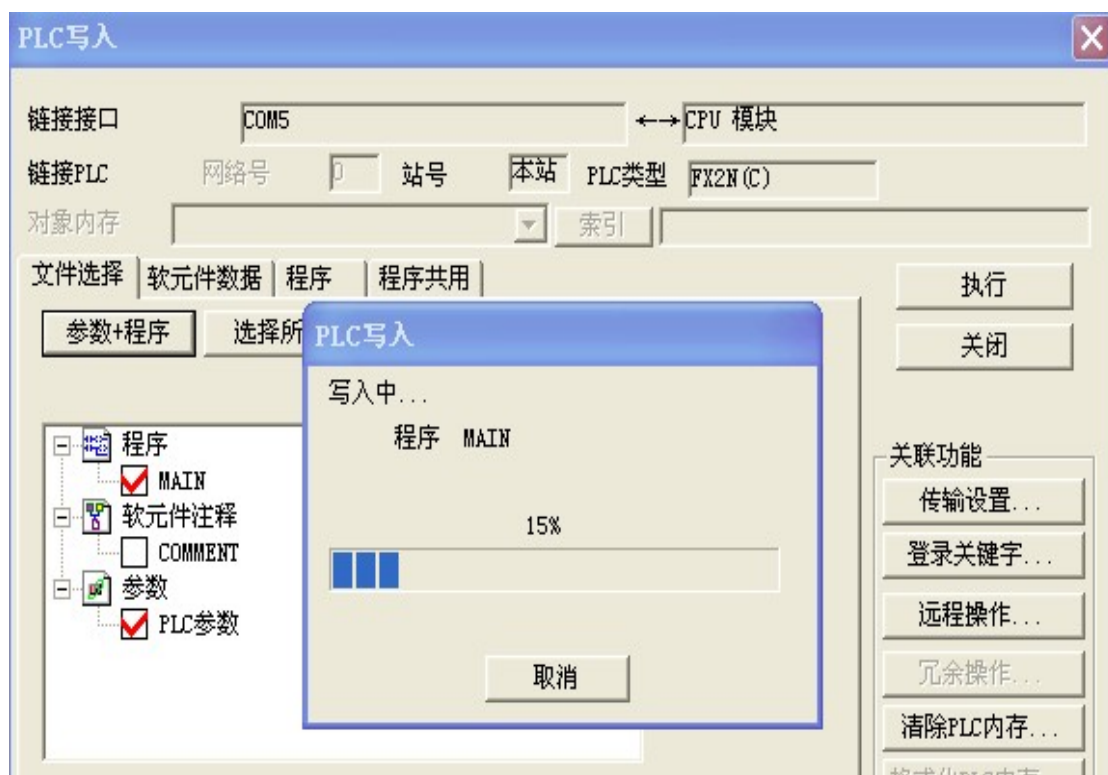 PLC写入
链接接口 COM5 ←→ CPU 模块
链接PLC 网络号 0 站号 本站 PLC类型 FX2N(C)
对象内存 索引
文件选择 软元件数据 程序 程序共用
执行
参数+程序 选择所
关闭
PLC写入
写入中...
程序 MAIN
15%
取消
程序
MAIN
软元件注释
COMMENT
参数
PLC参数
关联功能
传输设置...
登录关键字...
远程操作...
冗余操作...
清除PLC内存...